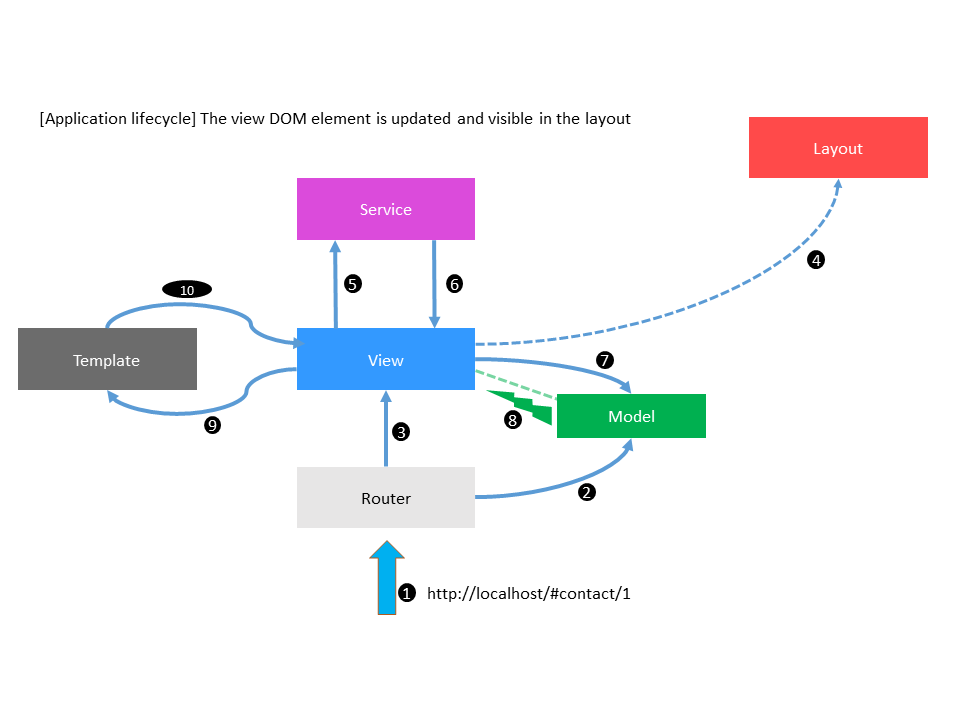 [Application lifecycle] The view DOM element is updated and visible in the layout
Layout
Service
4
5
6
10
Template
View
7
Model
8
9
3
Router
2
1 http://localhost/#contact/1